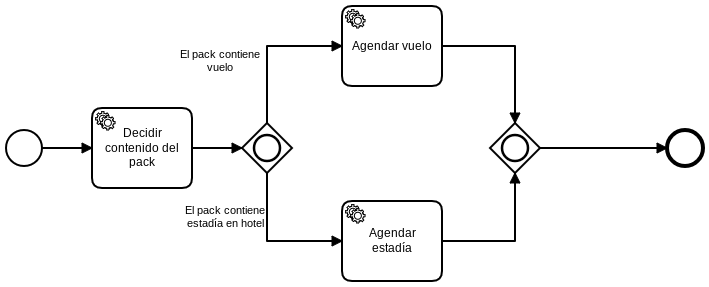 El pack contiene
vuelo
Agendar vuelo
Decidir
contenido del
pack
El pack contiene
estadía en hotel
Agendar
estadía